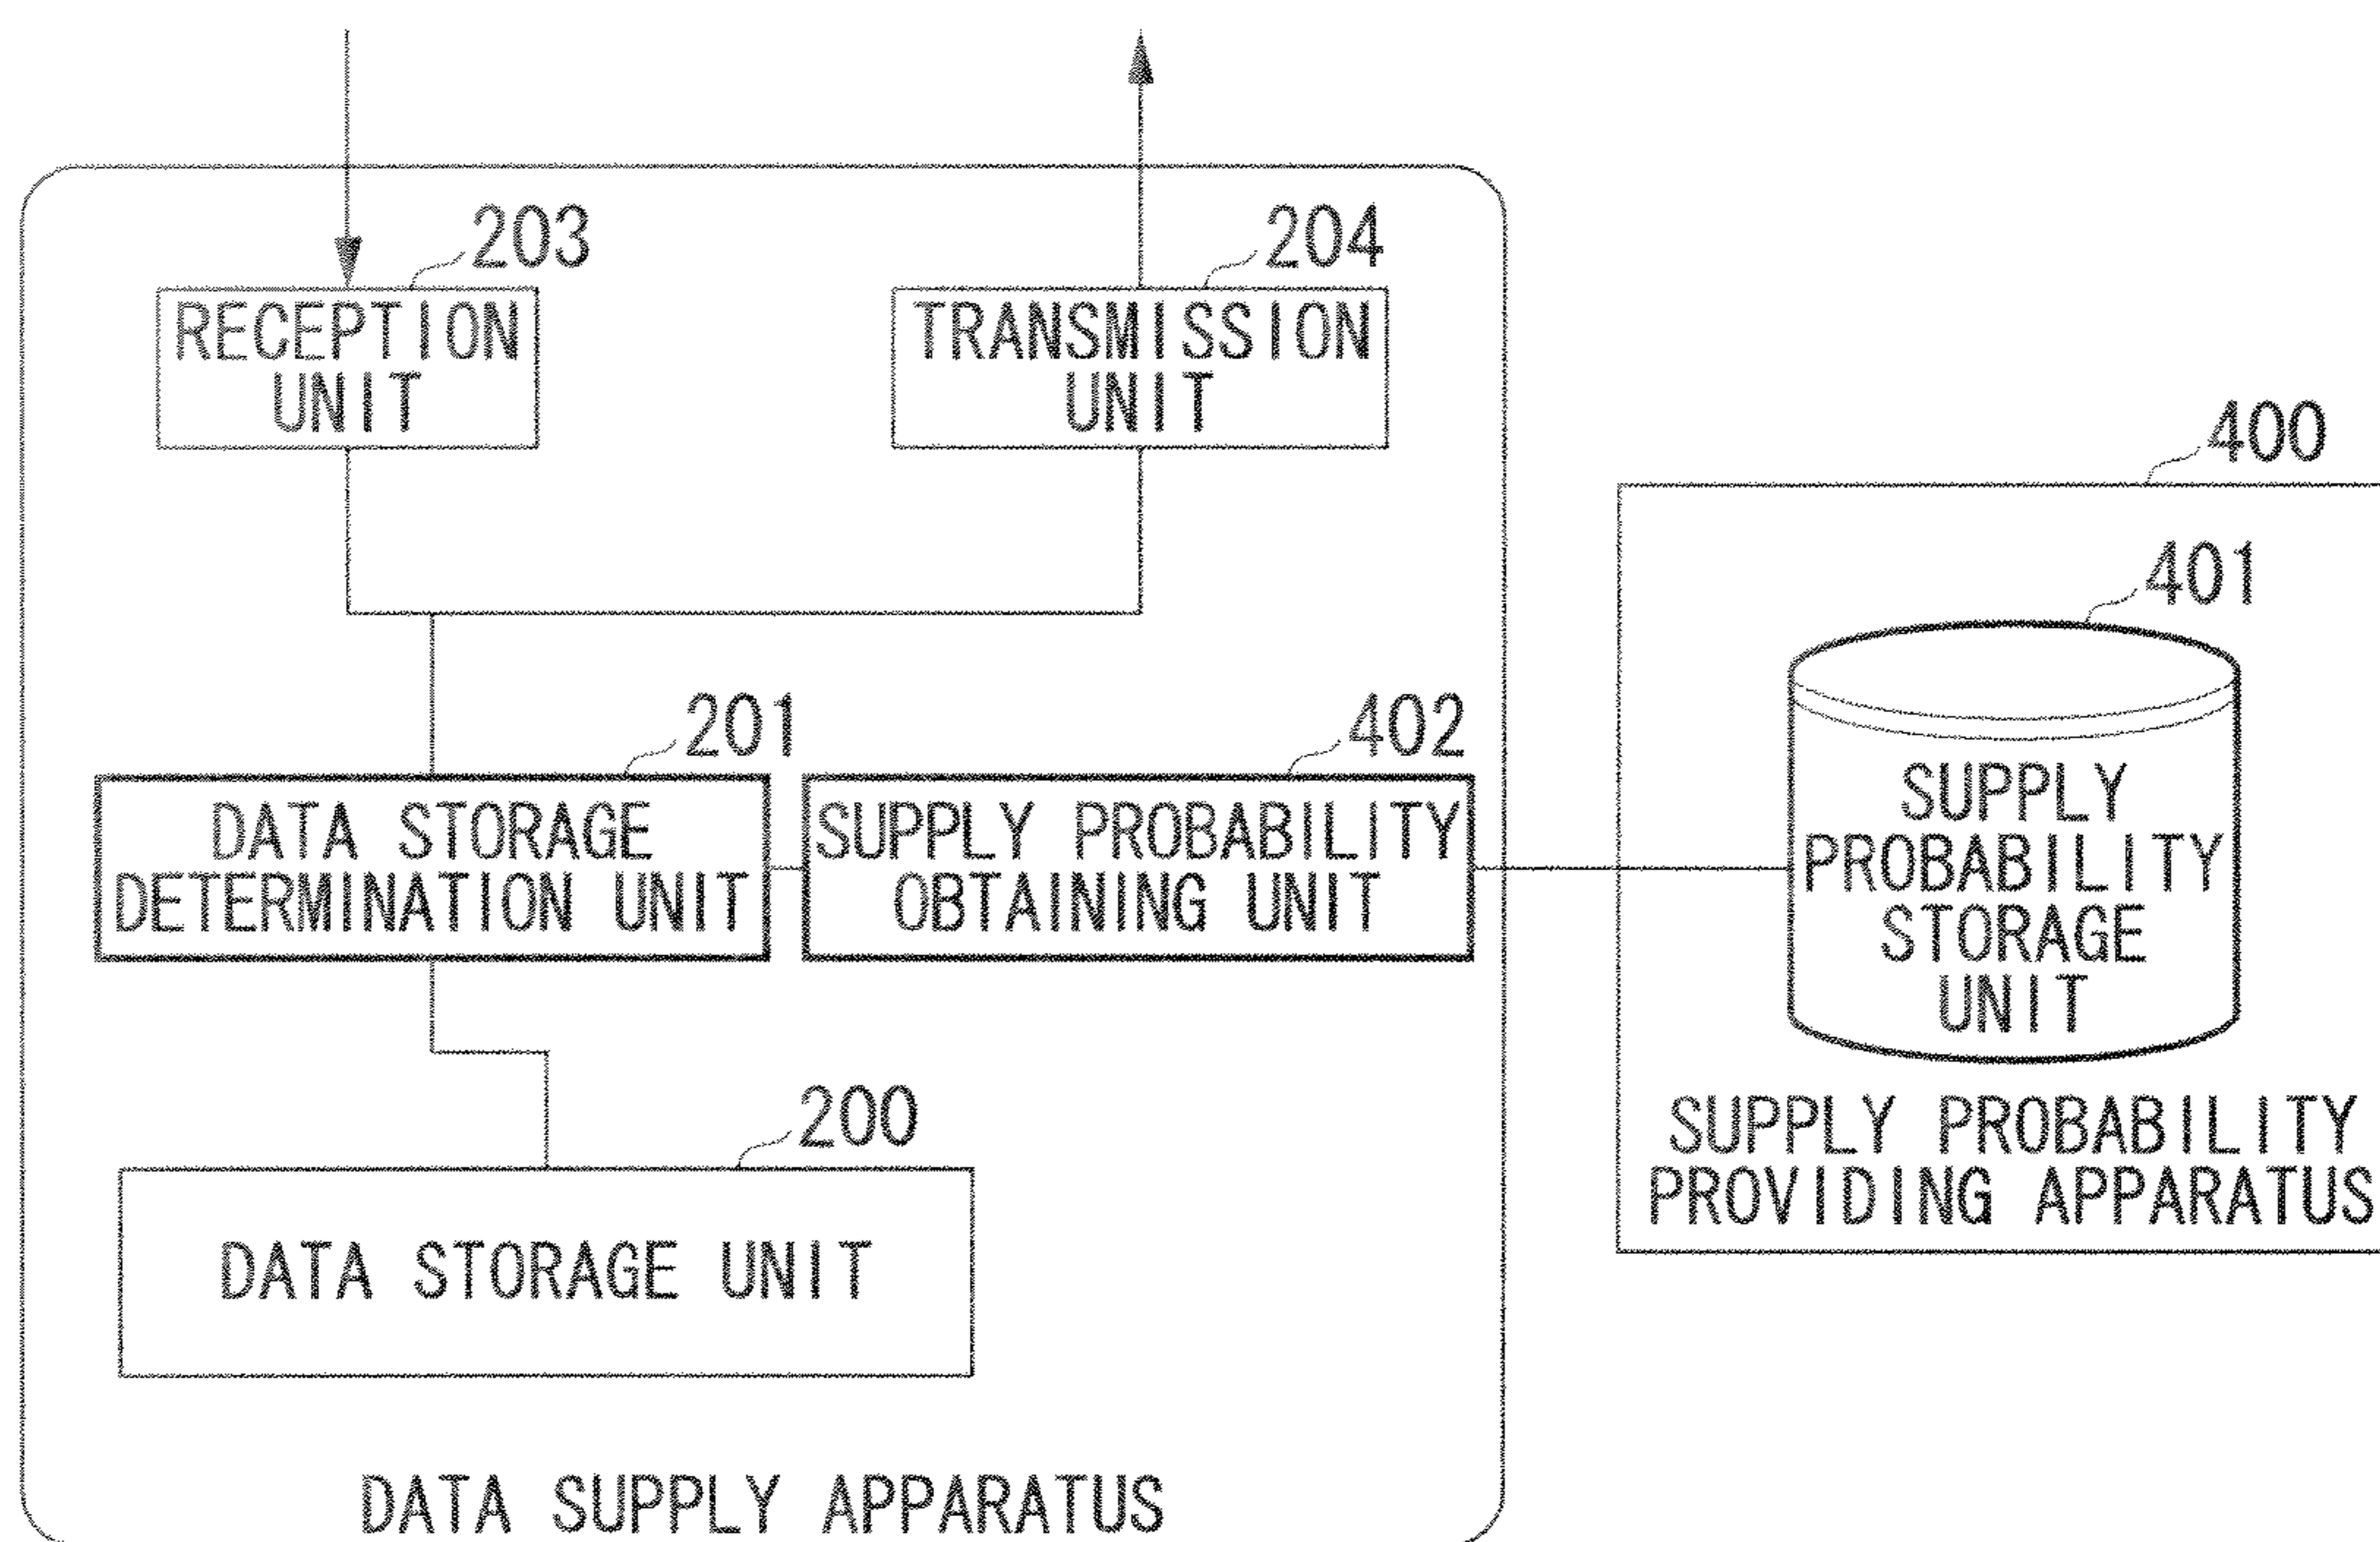 203
RECEPTION
UNIT
204
TRANSMISSION
UNIT
400
401
SUPPLY
PROBABILITY
STORAGE
UNIT
SUPPLY PROBABILITY
PROVIDING APPARATUS
201
DATA STORAGE
DETERMINATION UNIT
402
SUPPLY PROBABILITY
OBTAINING UNIT
200
DATA STORAGE UNIT
DATA SUPPLY APPARATUS